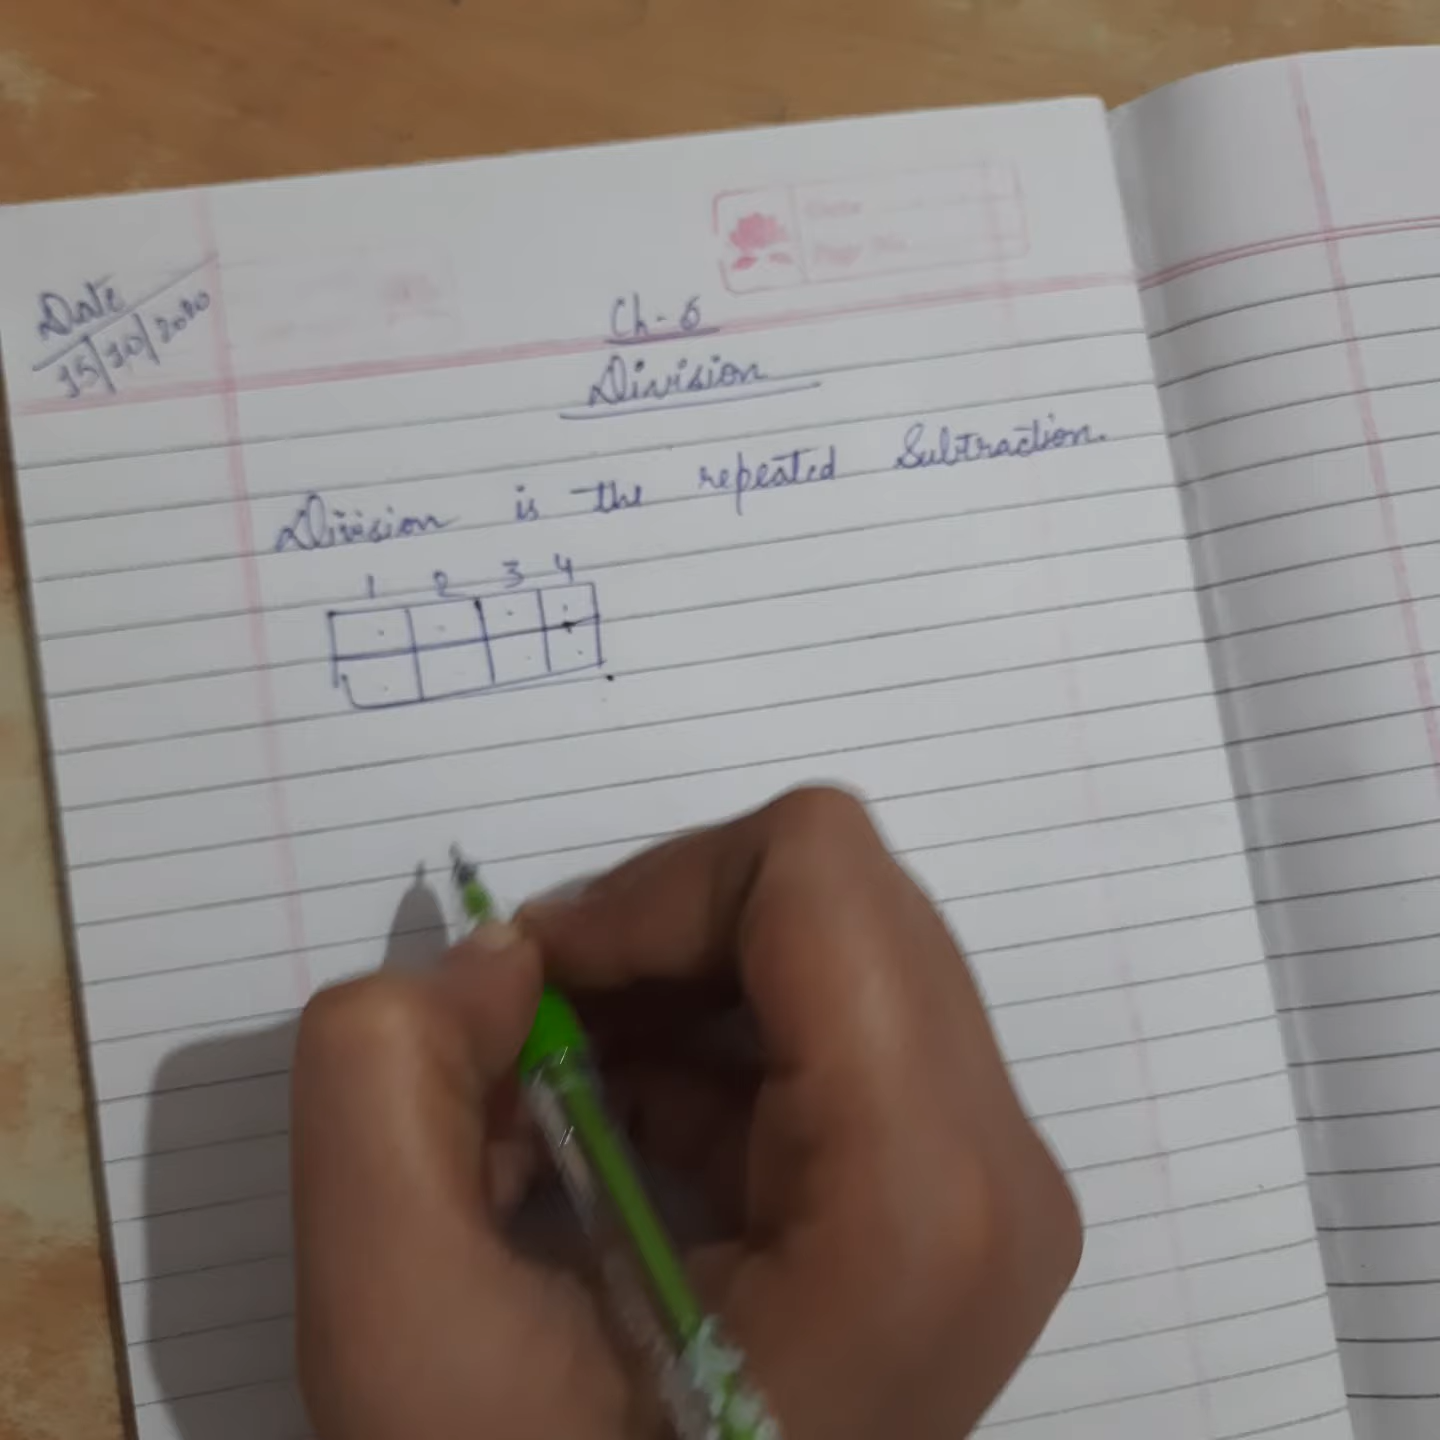 Date
15/10/2020
Ch-6
Division
Division is the repeated Subtraction.
1 2 3 4